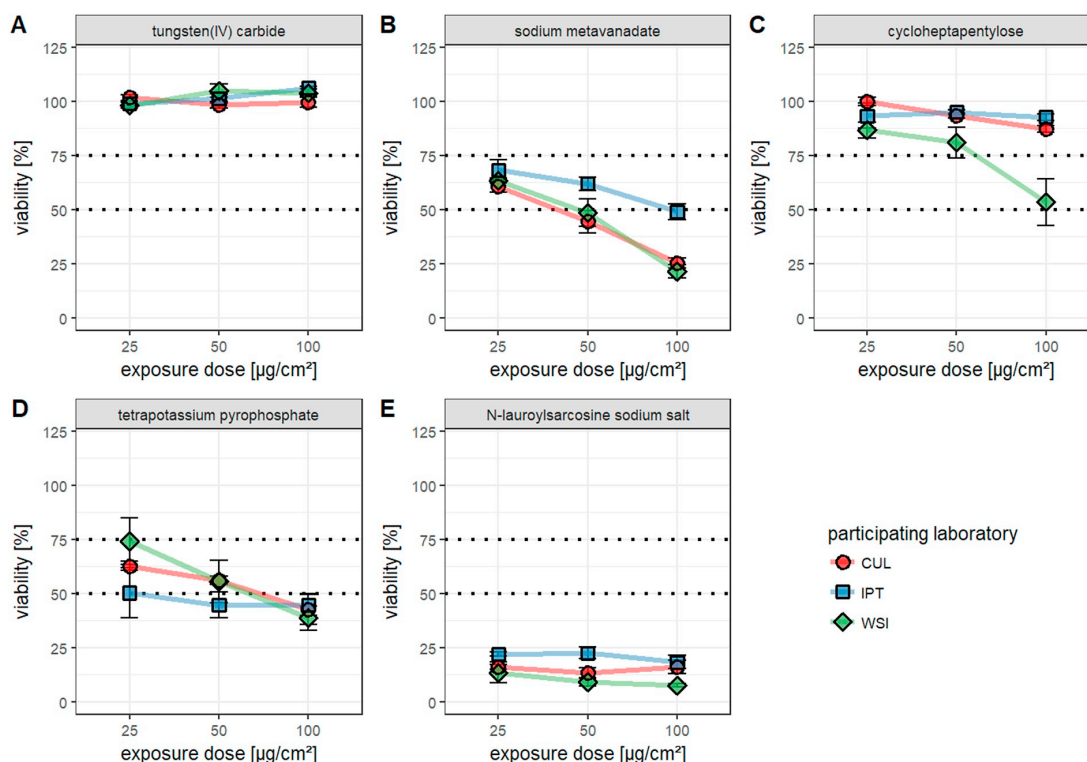 A
tungsten(IV) carbide
125
100
75
50
25
0
viability [%]
25 50 100
exposure dose [µg/cm²]
B
sodium metavanadate
125
100
75
50
25
0
viability [%]
25 50 100
exposure dose [µg/cm²]
C
cycloheptapentylose
125
100
75
50
25
0
viability [%]
25 50 100
exposure dose [µg/cm²]
D
tetrapotassium pyrophosphate
125
100
75
50
25
0
viability [%]
25 50 100
exposure dose [µg/cm²]
E
N-lauroylsarcosine sodium salt
125
100
75
50
25
0
viability [%]
25 50 100
exposure dose [µg/cm²]
participating laboratory
CUL
IPT
WSI